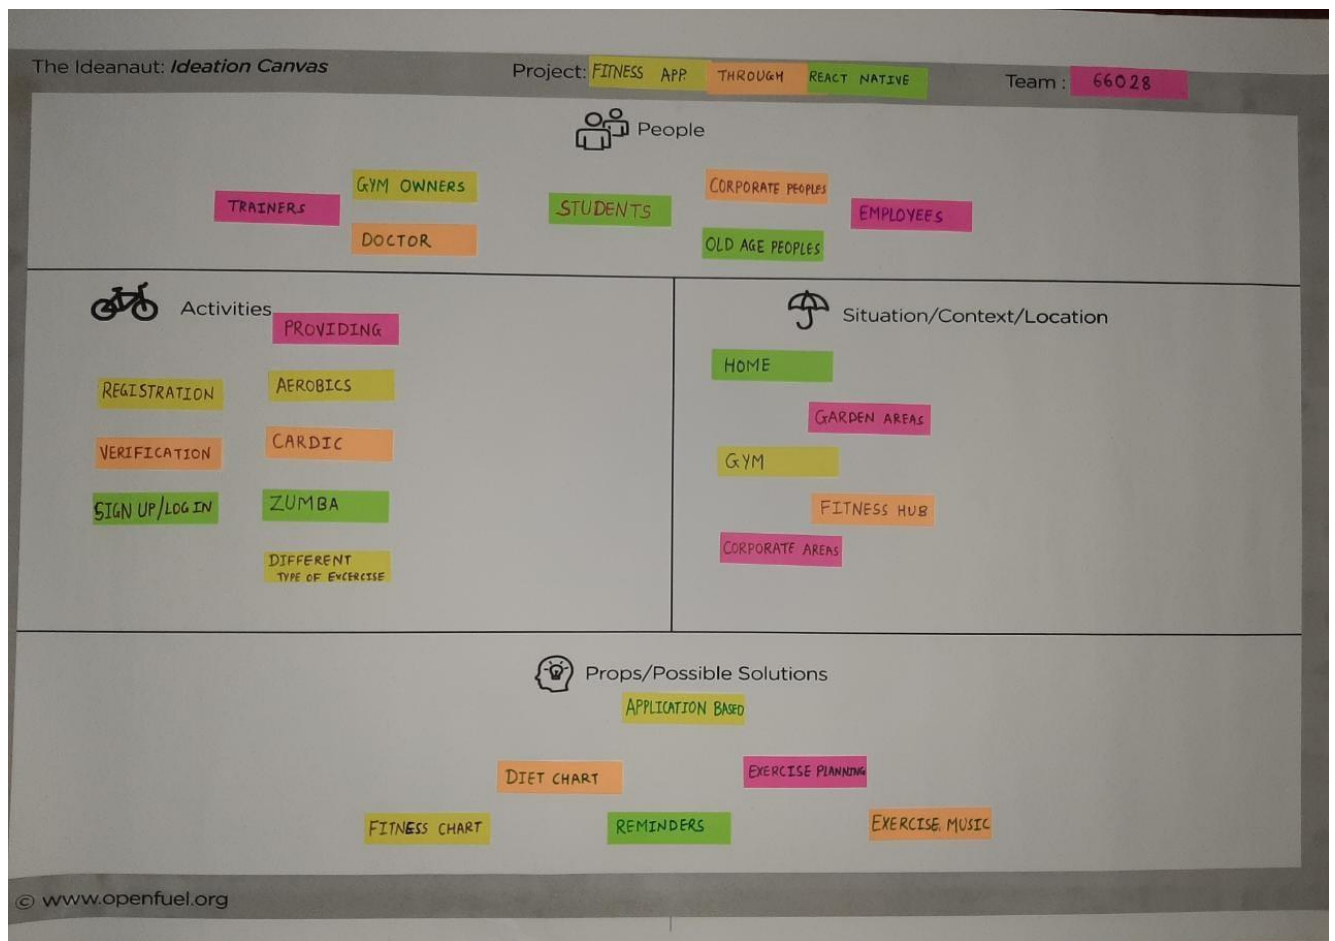 The Ideanaut: Ideation Canvas
Project: FITNESS APP THROUGH REACT NATIVE
Team : 66028
People
GYM OWNERS
TRAINERS
DOCTOR
STUDENTS
CORPORATE PEOPLES
EMPLOYEES
OLD AGE PEOPLES
Activities
PROVIDING
REGISTRATION
AEROBICS
VERIFICATION
CARDIC
SIGN UP/LOG IN
ZUMBA
DIFFERENT
TYPE OF EXCERCISE
Situation/Context/Location
HOME
GARDEN AREAS
GYM
FITNESS HUB
CORPORATE AREAS
Props/Possible Solutions
APPLICATION BASED
DIET CHART
EXERCISE PLANNING
FITNESS CHART
REMINDERS
EXERCISE MUSIC
© www.openfuel.org